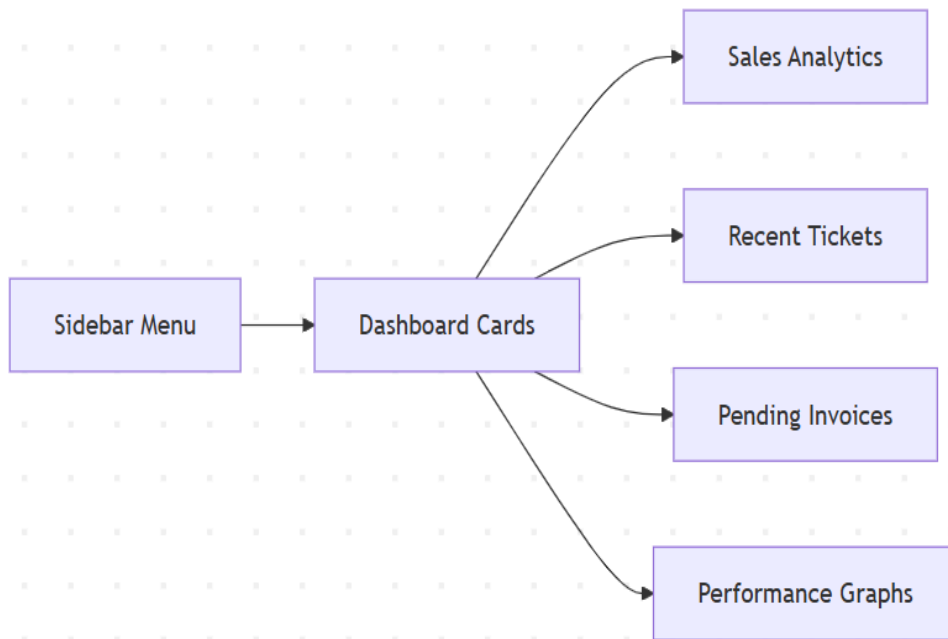 Sidebar Menu
Dashboard Cards
Sales Analytics
Recent Tickets
Pending Invoices
Performance Graphs